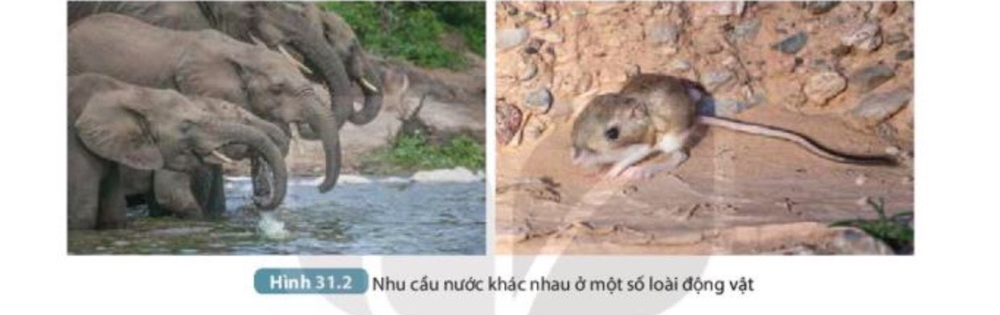 Hình 31.2 Nhu cầu nước khác nhau ở một số loài động vật